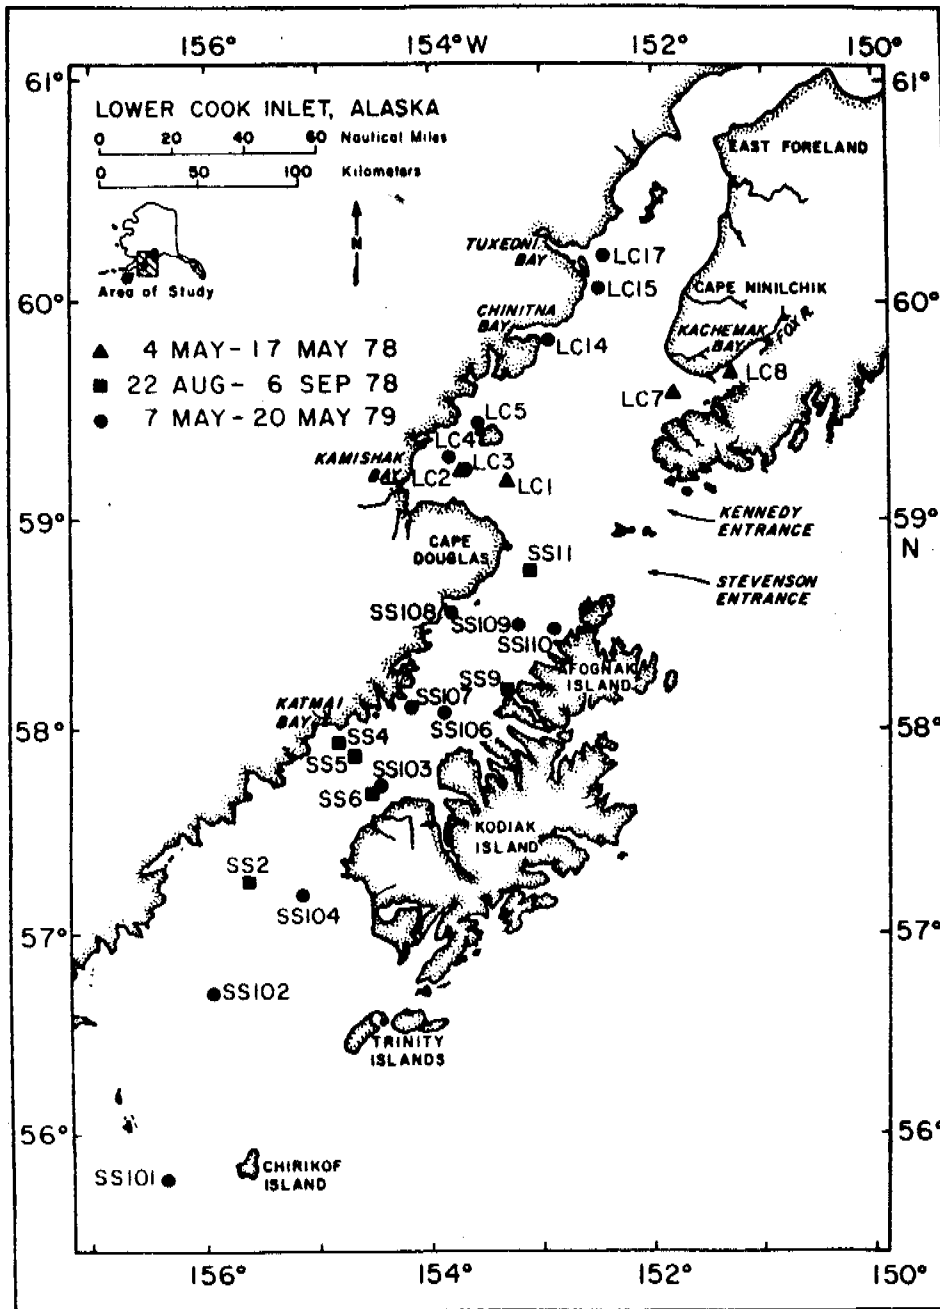 156° 154°W 152° 150°
61° 61°
LOWER COOK INLET, ALASKA
0 20 40 60 Nautical Miles
0 50 100 Kilometers
EAST FORELAND
N
TUXEDNI
BAY
LC17
Area of Study
LC15
CAPE NINILCHIK
60° 60°
CHINITNA
BAY
KACHEMAK
BAY
FOX R.
LC14
▲ 4 MAY-17 MAY 78
■ 22 AUG- 6 SEP 78
● 7 MAY-20 MAY 79
LC8
LC7
LC5
LC4
KAMISHAK
BAY
LC3
LC2
LC1
59° 59°
N
KENNEDY
ENTRANCE
CAPE
DOUGLAS
SS11
STEVENSON
ENTRANCE
SS108
SS109
SS110
AFOGNAK
ISLAND
SS9
SS107
KATMAI
BAY
SS106
58° 58°
SS4
SS5
SS103
SS6
KODIAK
ISLAND
SS2
SS104
57° 57°
SS102
TRINITY
ISLANDS
56° 56°
SS101
CHIRIKOF
ISLAND
156° 154° 152° 150°